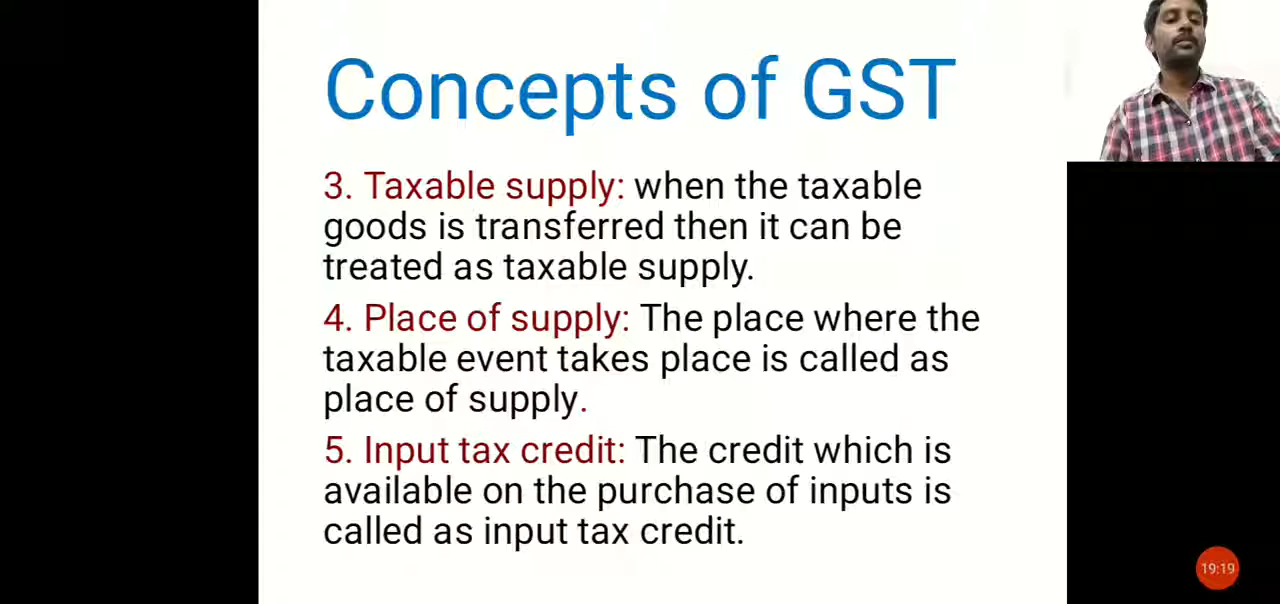 Concepts of GST
3. Taxable supply: when the taxable
goods is transferred then it can be
treated as taxable supply.
4. Place of supply: The place where the
taxable event takes place is called as
place of supply.
5. Input tax credit: The credit which is
available on the purchase of inputs is
called as input tax credit.
19:19